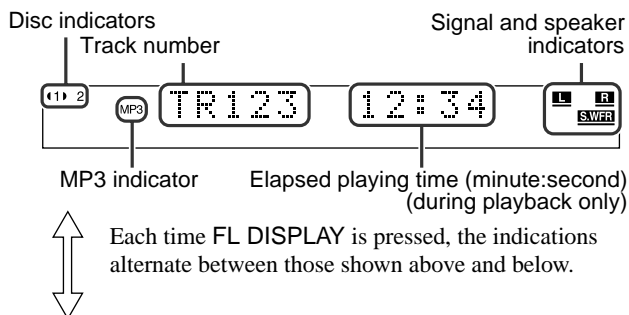 Disc indicators
Track number
Signal and speaker
indicators
1 2
MP3
TR123
12:34
L R
S.WFR
MP3 indicator
Elapsed playing time (minute:second)
(during playback only)
Each time FL DISPLAY is pressed, the indications
alternate between those shown above and below.